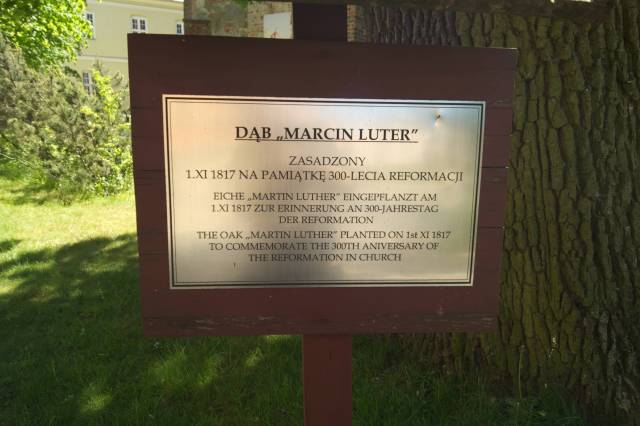 DĄB „MARCIN LUTER"
ZASADZONY
1.XI 1817 NA PAMIĄTKĘ 300-LECIA REFORMACJI
EICHE „MARTIN LUTHER" EINGEPFLANZT AM
1.XI 1817 ZUR ERINNERUNG AN 300-JAHRESTAG
DER REFORMATION
THE OAK „MARTIN LUTHER" PLANTED ON 1st XI 1817
TO COMMEMORATE THE 300TH ANIVERSARY OF
THE REFORMATION IN CHURCH